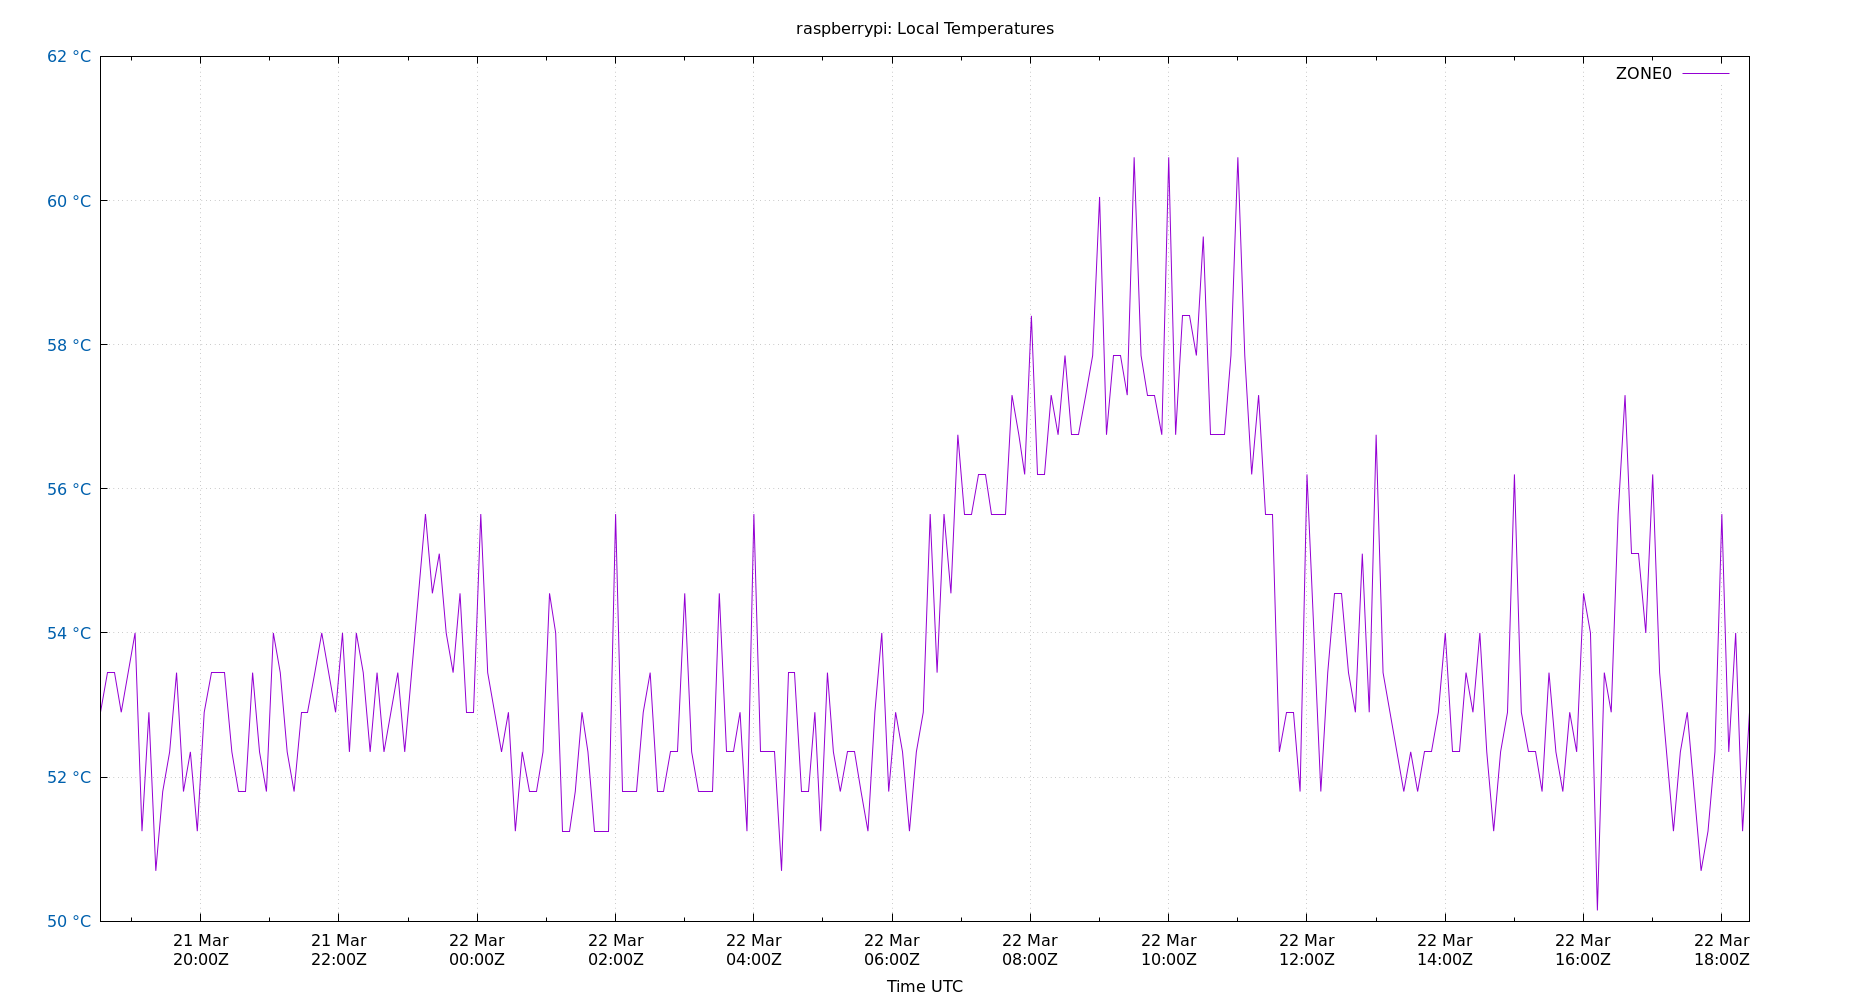 raspberrypi: Local Temperatures
62 °C
ZONE0
60 °C
58 °C
56 °C
54 °C
52 °C
50 °C
21 Mar 21 Mar 22 Mar 22 Mar 22 Mar 22 Mar 22 Mar 22 Mar 22 Mar 22 Mar 22 Mar 22 Mar
20:00Z 22:00Z 00:00Z 02:00Z 04:00Z 06:00Z 08:00Z 10:00Z 12:00Z 14:00Z 16:00Z 18:00Z
Time UTC